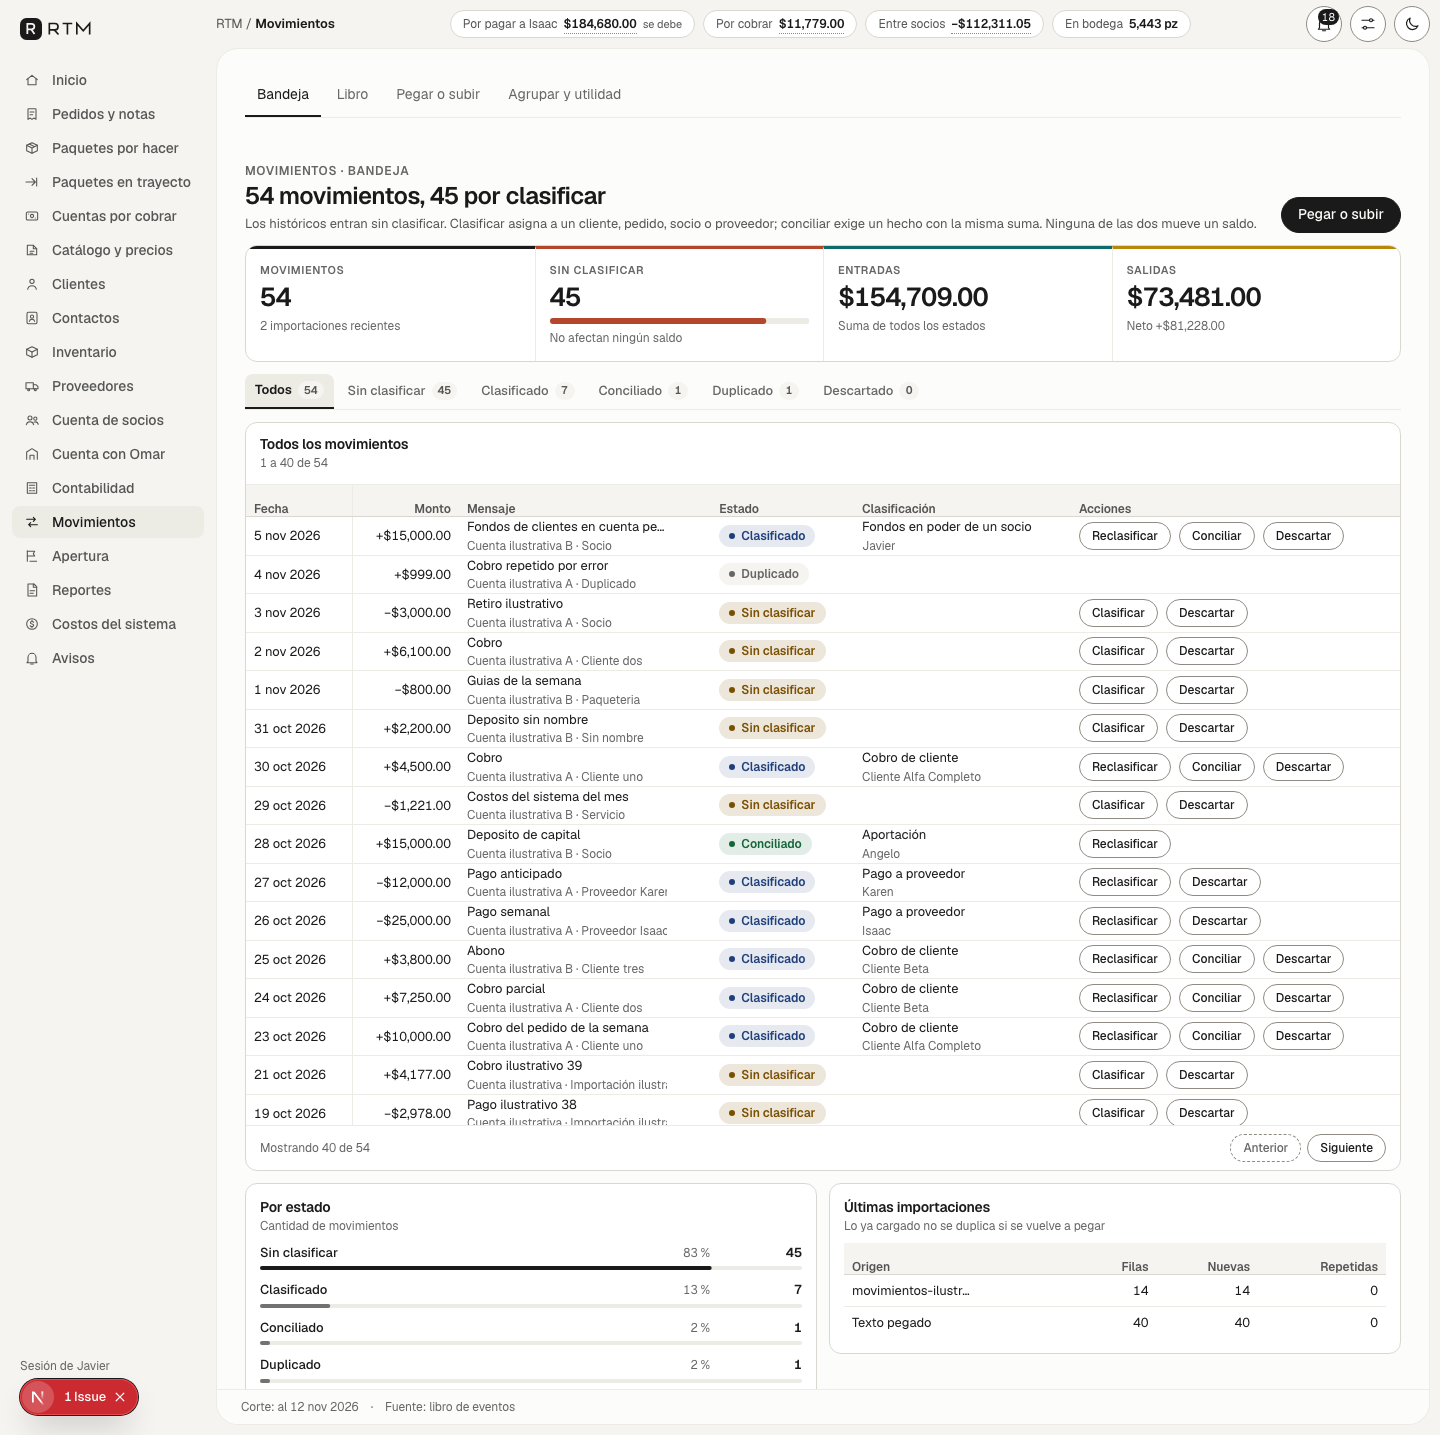 R RTM
RTM / Movimientos
Por pagar a Isaac $184,680.00 se debe
Por cobrar $11,779.00
Entre socios −$112,311.05
En bodega 5,443 pz
18
Inicio
Pedidos y notas
Paquetes por hacer
Paquetes en trayecto
Cuentas por cobrar
Catálogo y precios
Clientes
Contactos
Inventario
Proveedores
Cuenta de socios
Cuenta con Omar
Contabilidad
Movimientos
Apertura
Reportes
Costos del sistema
Avisos
Sesión de Javier
N 1 Issue
Bandeja Libro Pegar o subir Agrupar y utilidad
MOVIMIENTOS · BANDEJA
54 movimientos, 45 por clasificar
Los históricos entran sin clasificar. Clasificar asigna a un cliente, pedido, socio o proveedor; conciliar exige un hecho con la misma suma. Ninguna de las dos mueve un saldo.
Pegar o subir
MOVIMIENTOS
54
2 importaciones recientes
SIN CLASIFICAR
45
No afectan ningún saldo
ENTRADAS
$154,709.00
Suma de todos los estados
SALIDAS
$73,481.00
Neto +$81,228.00
Todos 54 Sin clasificar 45 Clasificado 7 Conciliado 1 Duplicado 1 Descartado 0
Todos los movimientos
1 a 40 de 54
Fecha Monto Mensaje Estado Clasificación Acciones
5 nov 2026 +$15,000.00 Fondos de clientes en cuenta pe... Clasificado Fondos en poder de un socio Reclasificar Conciliar Descartar
Cuenta ilustrativa B · Socio Javier
4 nov 2026 +$999.00 Cobro repetido por error Duplicado
Cuenta ilustrativa A · Duplicado
3 nov 2026 −$3,000.00 Retiro ilustrativo Sin clasificar Clasificar Descartar
Cuenta ilustrativa A · Socio
2 nov 2026 +$6,100.00 Cobro Sin clasificar Clasificar Descartar
Cuenta ilustrativa A · Cliente dos
1 nov 2026 −$800.00 Guias de la semana Sin clasificar Clasificar Descartar
Cuenta ilustrativa B · Paqueteria
31 oct 2026 +$2,200.00 Deposito sin nombre Sin clasificar Clasificar Descartar
Cuenta ilustrativa B · Sin nombre
30 oct 2026 +$4,500.00 Cobro Clasificado Cobro de cliente Reclasificar Conciliar Descartar
Cuenta ilustrativa A · Cliente uno Cliente Alfa Completo
29 oct 2026 −$1,221.00 Costos del sistema del mes Sin clasificar Clasificar Descartar
Cuenta ilustrativa B · Servicio
28 oct 2026 +$15,000.00 Deposito de capital Conciliado Aportación Reclasificar
Cuenta ilustrativa B · Socio Angelo
27 oct 2026 −$12,000.00 Pago anticipado Clasificado Pago a proveedor Reclasificar Descartar
Cuenta ilustrativa A · Proveedor Karen Karen
26 oct 2026 −$25,000.00 Pago semanal Clasificado Pago a proveedor Reclasificar Descartar
Cuenta ilustrativa A · Proveedor Isaac Isaac
25 oct 2026 +$3,800.00 Abono Clasificado Cobro de cliente Reclasificar Conciliar Descartar
Cuenta ilustrativa B · Cliente tres Cliente Beta
24 oct 2026 +$7,250.00 Cobro parcial Clasificado Cobro de cliente Reclasificar Conciliar Descartar
Cuenta ilustrativa A · Cliente dos Cliente Beta
23 oct 2026 +$10,000.00 Cobro del pedido de la semana Clasificado Cobro de cliente Reclasificar Conciliar Descartar
Cuenta ilustrativa A · Cliente uno Cliente Alfa Completo
21 oct 2026 +$4,177.00 Cobro ilustrativo 39 Sin clasificar Clasificar Descartar
Cuenta ilustrativa · Importación ilustra
19 oct 2026 −$2,978.00 Pago ilustrativo 38 Sin clasificar Clasificar Descartar
Cuenta ilustrativa · Importación ilustra
Mostrando 40 de 54 Anterior Siguiente
Por estado
Cantidad de movimientos
Sin clasificar 83 % 45
Clasificado 13 % 7
Conciliado 2 % 1
Duplicado 2 % 1
Últimas importaciones
Lo ya cargado no se duplica si se vuelve a pegar
Origen Filas Nuevas Repetidas
movimientos-ilustr... 14 14 0
Texto pegado 40 40 0
Corte: al 12 nov 2026 · Fuente: libro de eventos